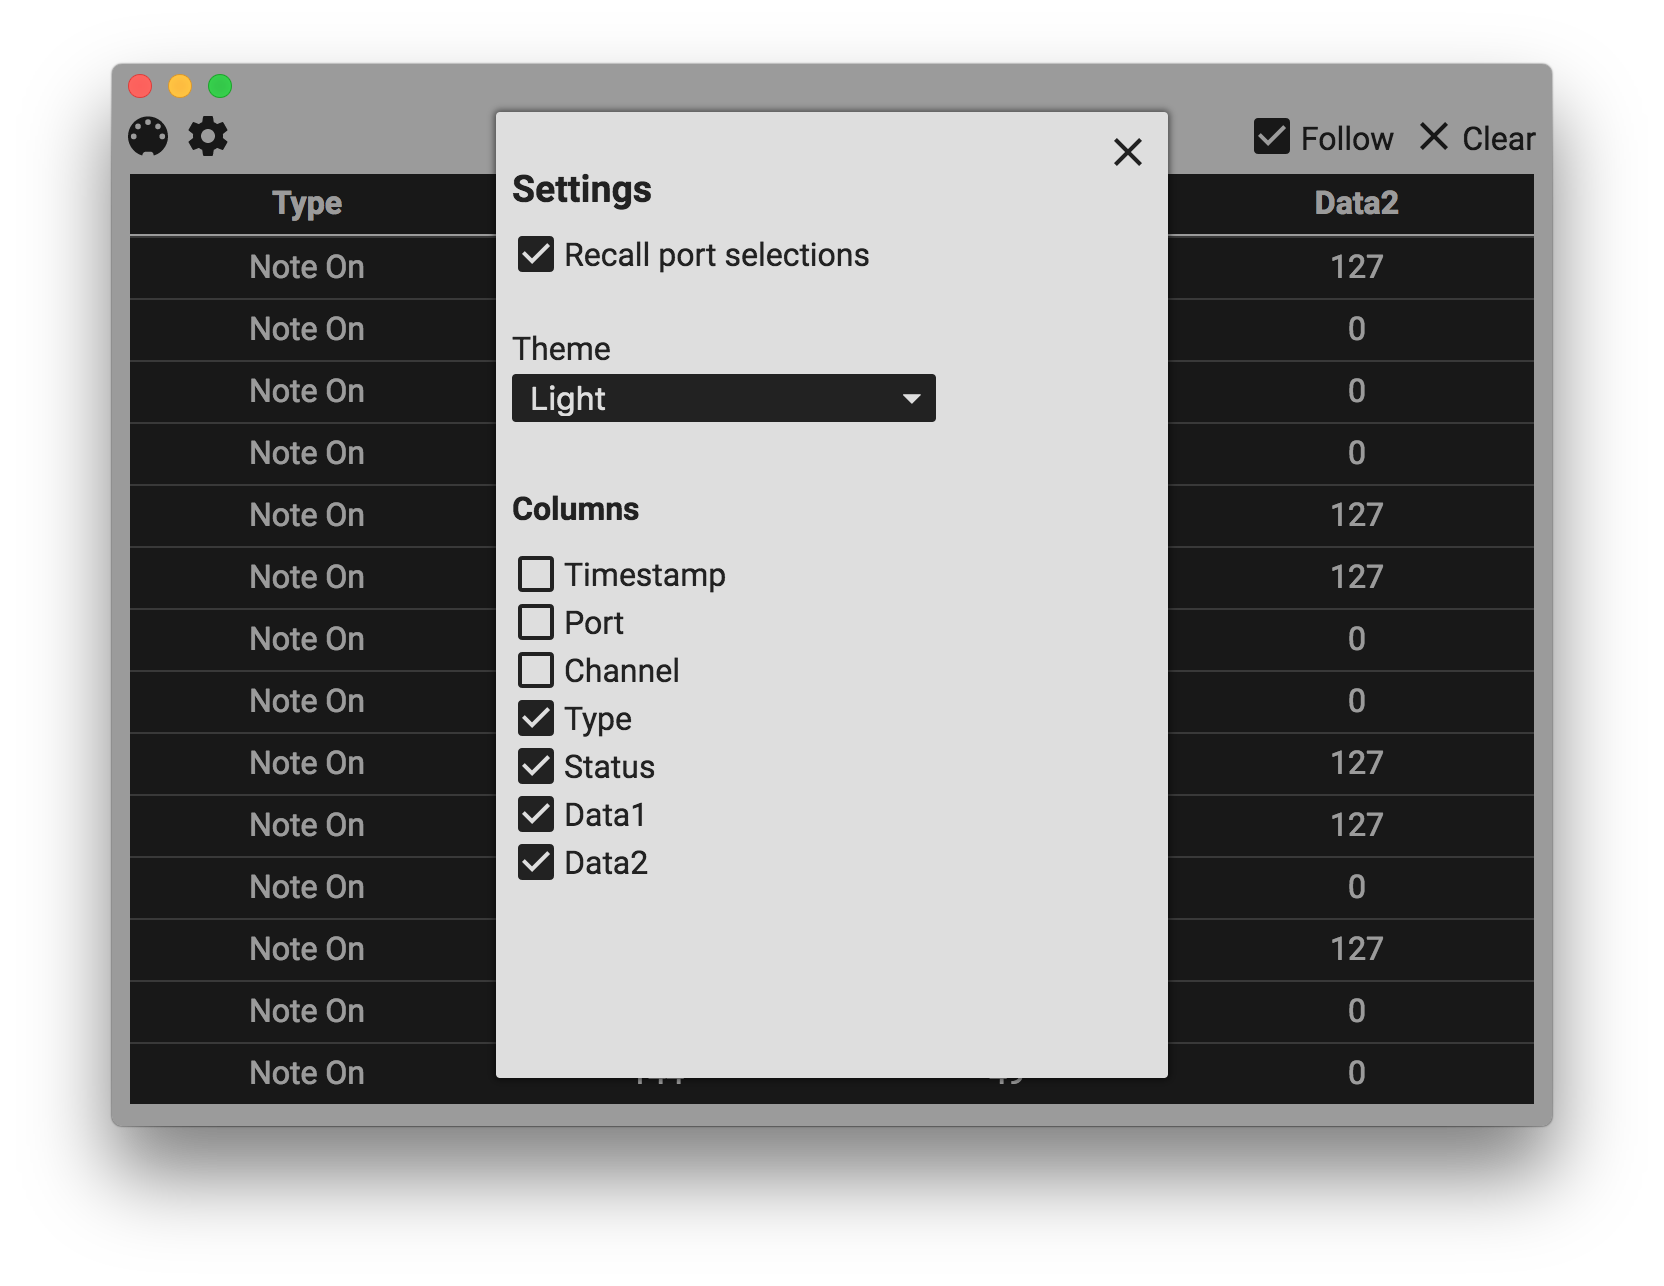 Follow Clear
Settings
Type Data2
Recall port selections
Note On 127
Note On 0
Theme
Note On Light 0
Note On 0
Columns
Note On 127
Timestamp
Note On 127
Port
Note On 0
Channel
Note On 0
Type
Note On Status 127
Data1
Note On 127
Data2
Note On 0
Note On 127
Note On 0
Note On 0